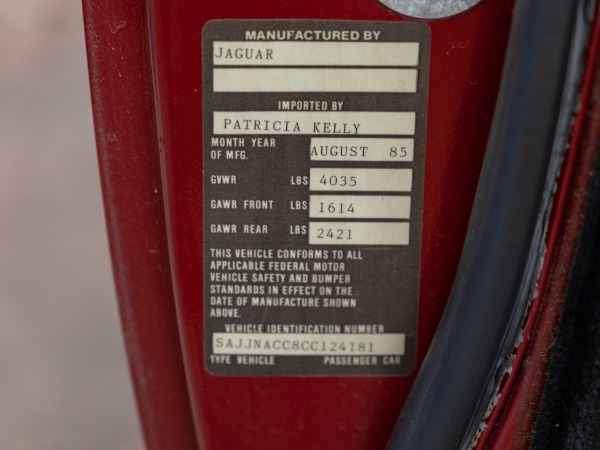 MANUFACTURED BY
JAGUAR
IMPORTED BY
PATRICIA KELLY
MONTH YEAR
OF MFG. AUGUST 85
GVWR LBS 4035
GAWR FRONT LBS 1614
GAWR REAR LBS 2421
THIS VEHICLE CONFORMS TO ALL
APPLICABLE FEDERAL MOTOR
VEHICLE SAFETY AND BUMPER
STANDARDS IN EFFECT ON THE
DATE OF MANUFACTURE SHOWN
ABOVE.
VEHICLE IDENTIFICATION NUMBER
SAJJNACC8CC124181
TYPE VEHICLE PASSENGER CAR